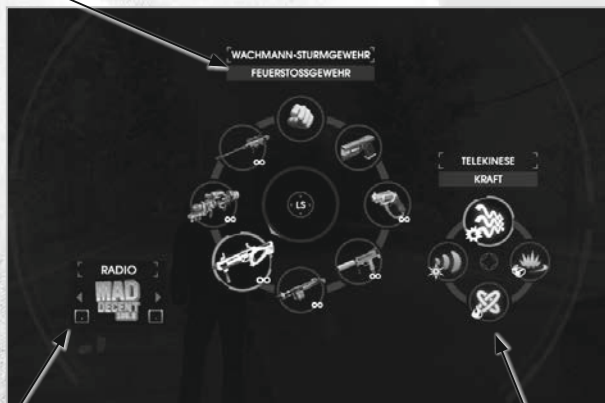 WACHMANN-STURMGEWEHR
FEUERSTOSSGEWEHR
TELEKINESE
KRAFT
LS
RADIO
MAD
DECENT